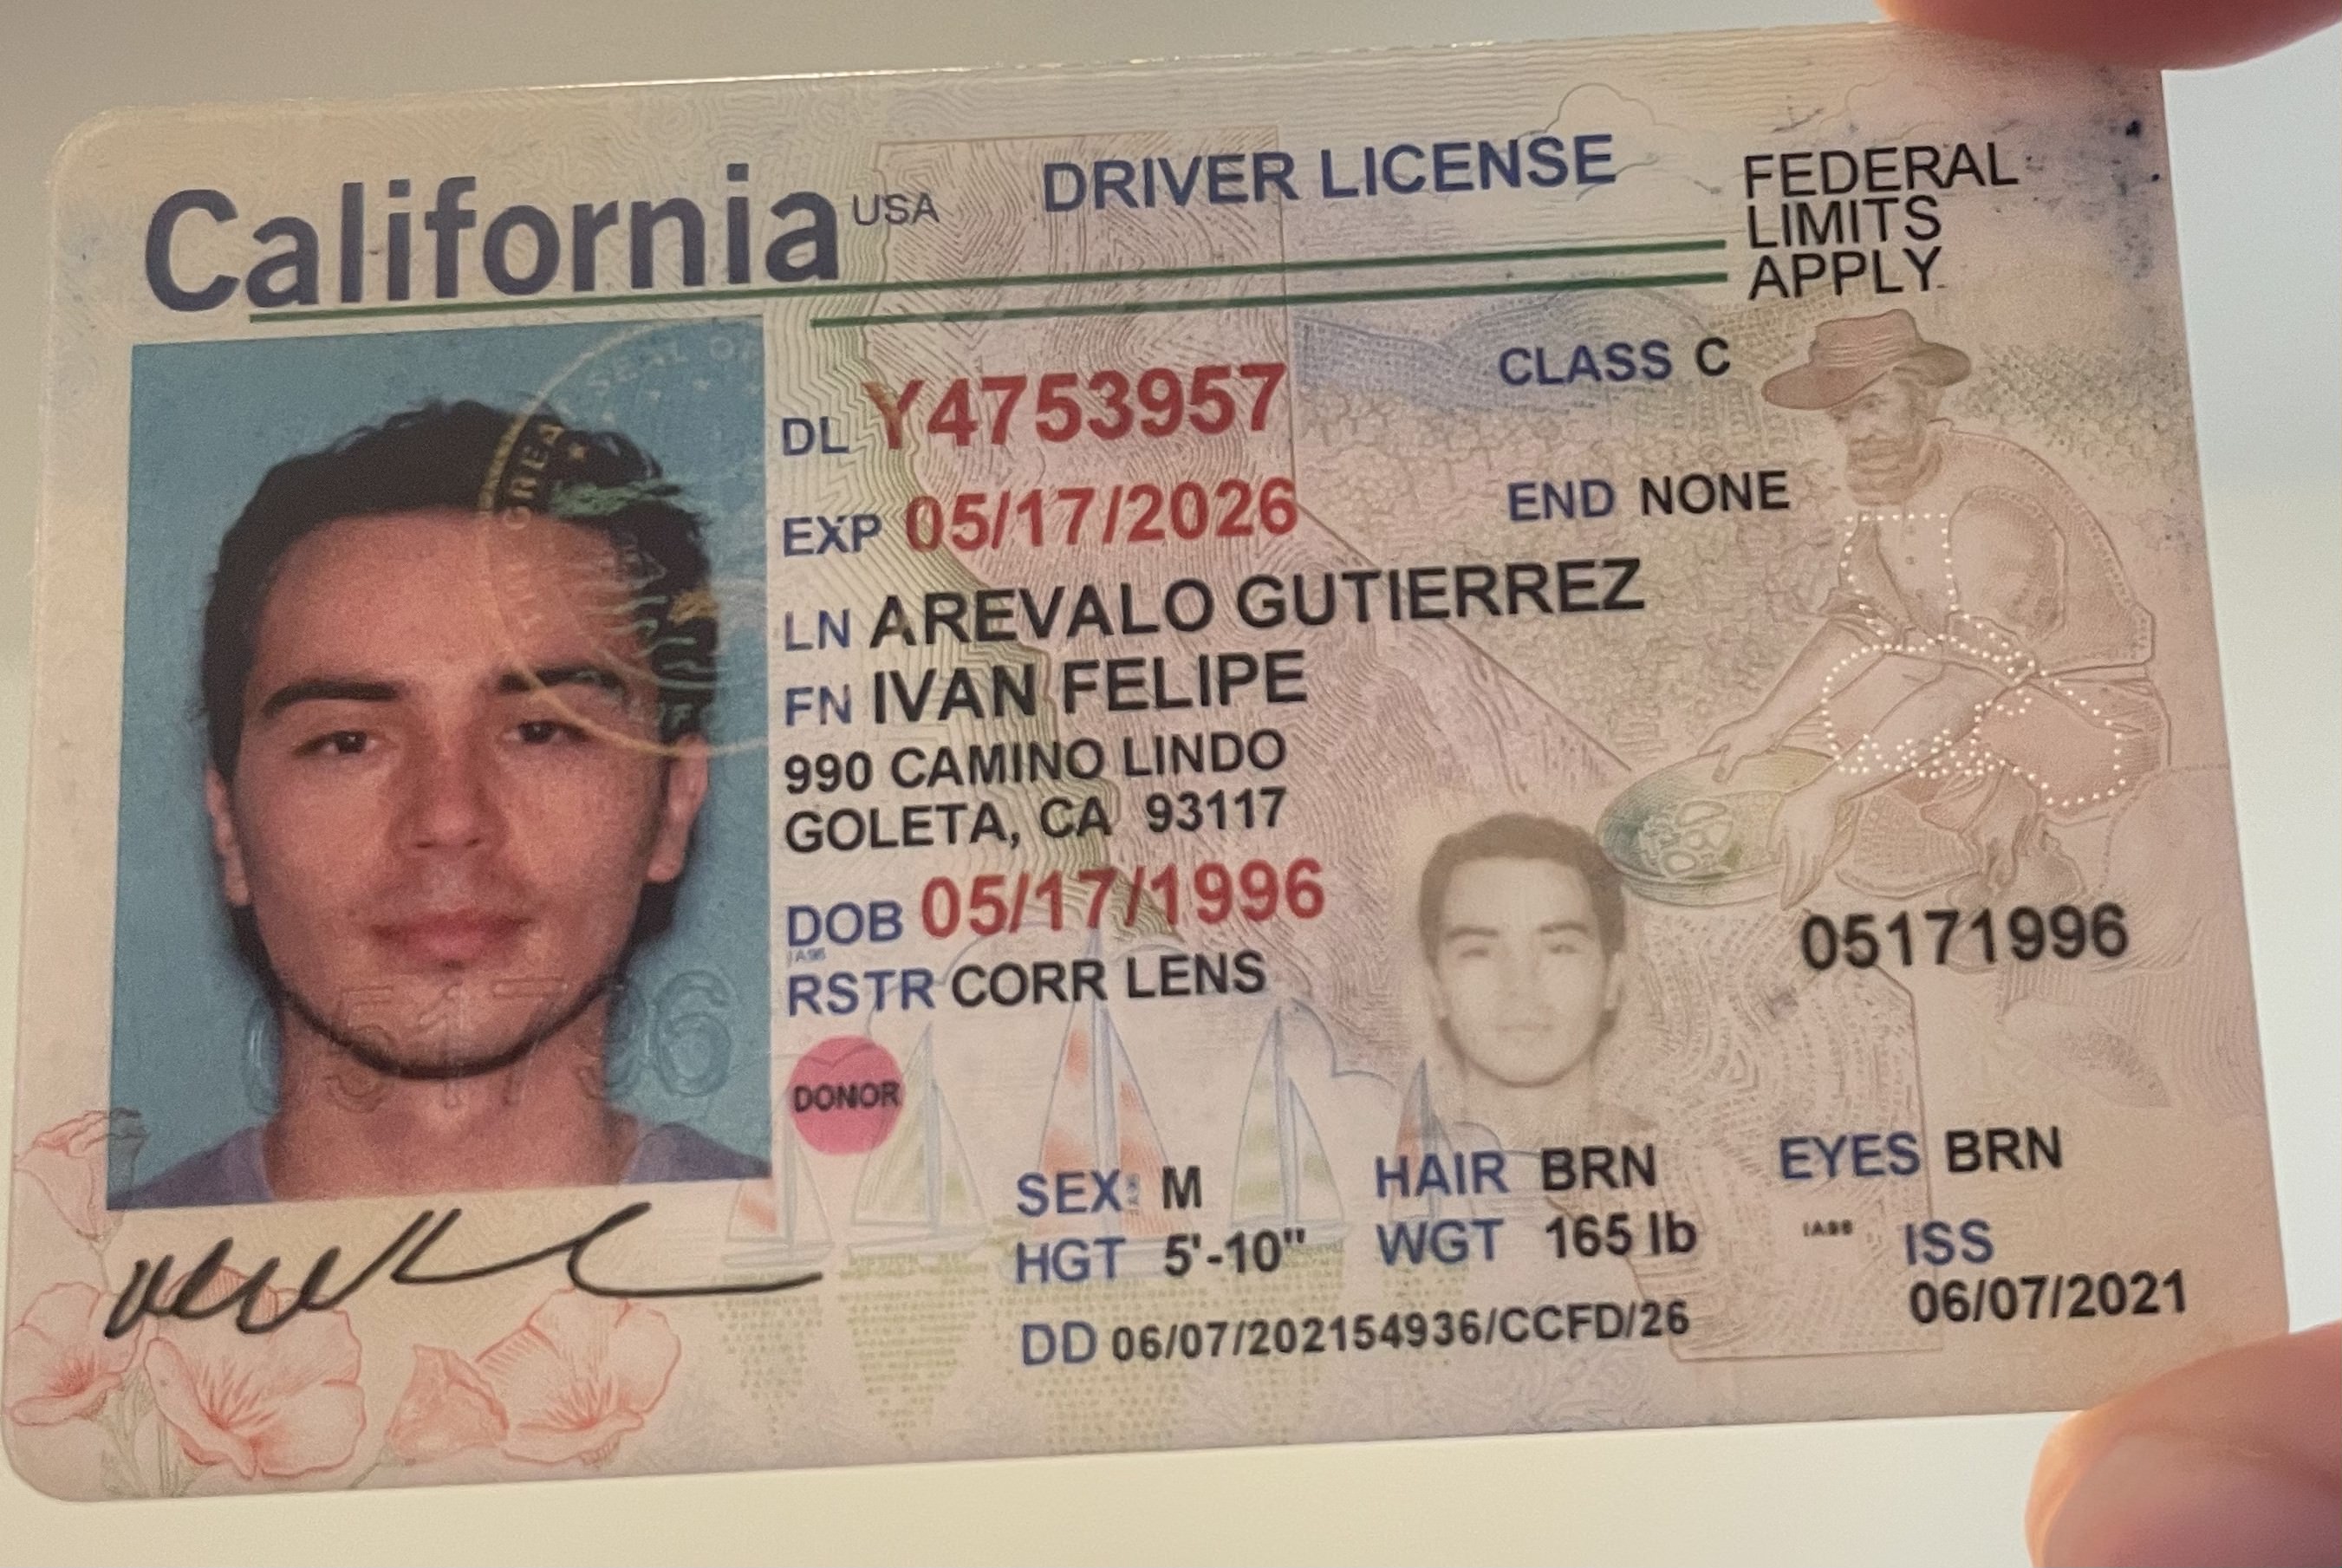 California USA DRIVER LICENSE
FEDERAL
LIMITS
APPLY
DL Y4753957
CLASS C
EXP 05/17/2026
END NONE
LN AREVALO GUTIERREZ
FN IVAN FELIPE
990 CAMINO LINDO
GOLETA, CA 93117
DOB 05/17/1996
RSTR CORR LENS
05171996
DONOR
SEX M HAIR BRN EYES BRN
HGT 5'-10" WGT 165 lb
ISS
06/07/2021
DD 06/07/202154936/CCFD/26